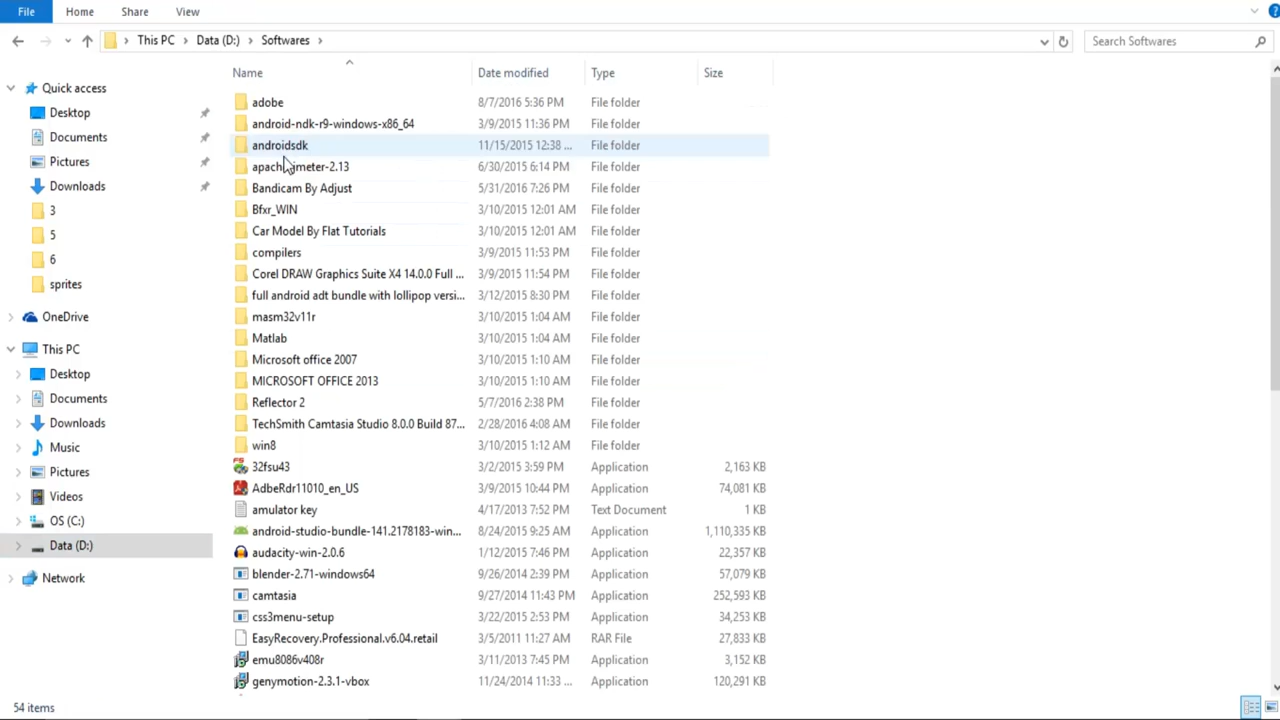 File Home Share View
This PC Data (D:) Softwares Search Softwares
Name Date modified Type Size
Quick access
Desktop
Documents
Pictures
Downloads
3
5
6
sprites
OneDrive
This PC
Desktop
Documents
Downloads
Music
Pictures
Videos
OS (C:)
Data (D:)
Network
adobe 8/7/2016 5:36 PM File folder
android-ndk-r9-windows-x86_64 3/9/2015 11:36 PM File folder
androidsdk 11/15/2015 12:38 ... File folder
6/30/2015 6:14 PM File folder
Bandicam By Adjust 5/31/2016 7:26 PM File folder
Bfxr_WIN 3/10/2015 12:01 AM File folder
Car Model By Flat Tutorials 3/10/2015 12:01 AM File folder
compilers 3/9/2015 11:53 PM File folder
Corel DRAW Graphics Suite X4 14.0.0 Full ... 3/9/2015 11:54 PM File folder
full android adt bundle with lollipop versi... 3/12/2015 8:30 PM File folder
masm32v11r 3/10/2015 1:04 AM File folder
Matlab 3/10/2015 1:04 AM File folder
Microsoft office 2007 3/10/2015 1:10 AM File folder
MICROSOFT OFFICE 2013 3/10/2015 1:10 AM File folder
Reflector 2 5/7/2016 2:38 PM File folder
TechSmith Camtasia Studio 8.0.0 Build 87... 2/28/2016 4:08 AM File folder
win8 3/10/2015 1:12 AM File folder
32fsu43 3/2/2015 3:59 PM Application 2,163 KB
AdbeRdr11010_en_US 3/9/2015 10:44 PM Application 74,081 KB
amulator key 4/17/2013 7:52 PM Text Document 1 KB
android-studio-bundle-141.2178183-win... 8/24/2015 9:25 AM Application 1,110,335 KB
audacity-win-2.0.6 1/12/2015 7:46 PM Application 22,357 KB
blender-2.71-windows64 9/26/2014 2:39 PM Application 57,079 KB
camtasia 9/27/2014 11:43 PM Application 252,593 KB
css3menu-setup 3/22/2015 2:53 PM Application 34,253 KB
EasyRecovery.Professional.v6.04.retail 3/5/2011 11:27 AM RAR File 27,833 KB
emu8086v408r 3/11/2013 7:45 PM Application 3,152 KB
genymotion-2.3.1-vbox 11/24/2014 11:33 ... Application 120,291 KB
54 items